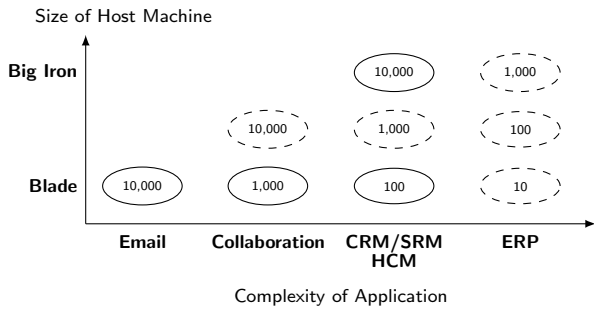 Size of Host Machine
Big Iron
10,000
1,000
10,000
1,000
100
Blade
10,000
1,000
100
10
Email
Collaboration
CRM/SRM
HCM
ERP
Complexity of Application